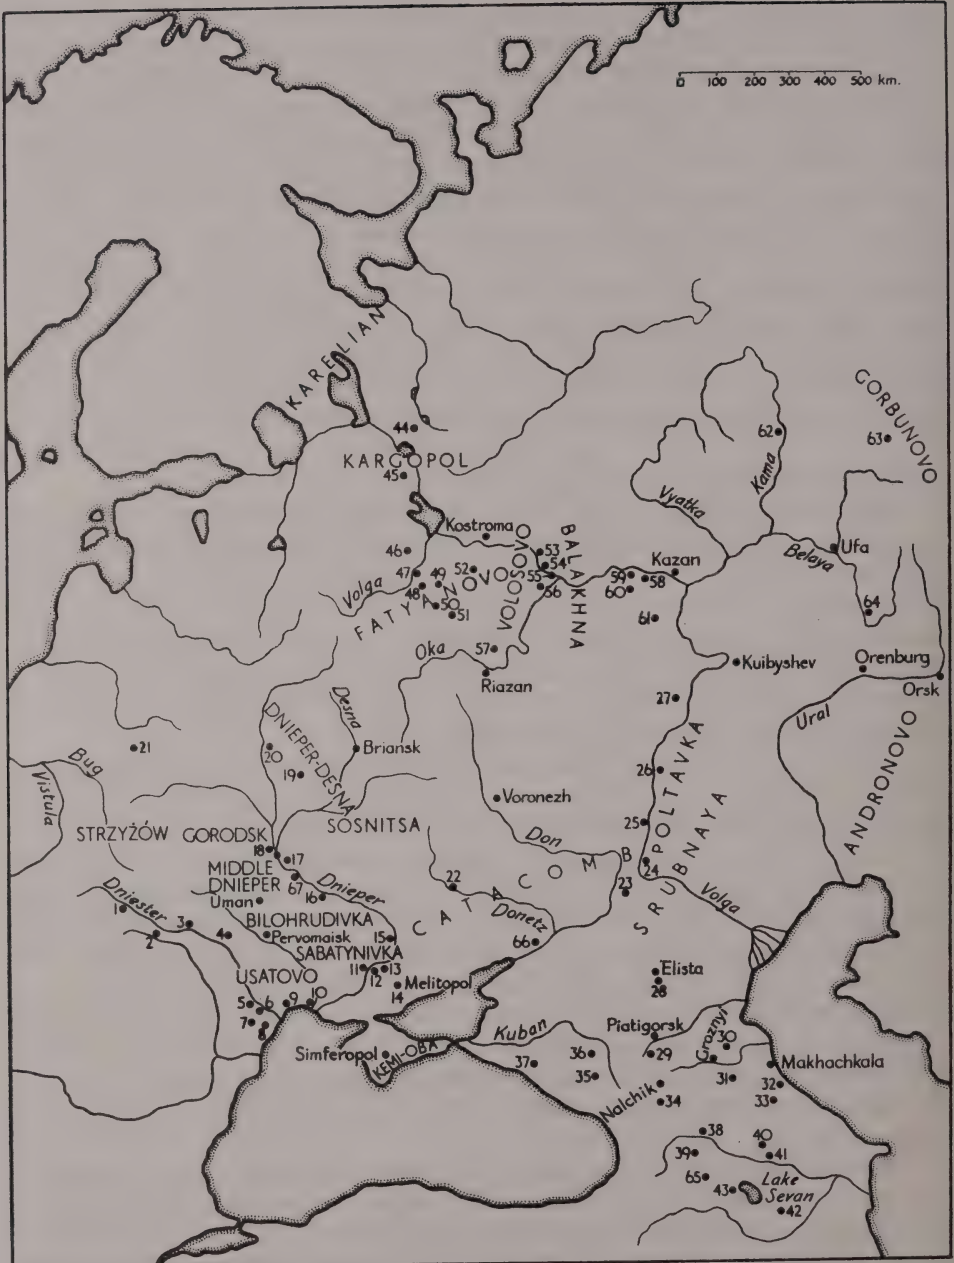 0 100 200 300 400 500 km.
KARELIAN
GORBUNOVO
44
62
63
KARGOPOL
45
Kama
Vyatka
Kostroma
VOLOSOVO
BALAKHNA
46
53
54
Kazan
Belaya
Ufa
47
49
52
55
59
58
Volga
48
56
60
50
51
64
FATYANOVO
61
Oka
57
Riazan
Kuibyshev
Orenburg
Orsk
27
Ural
Desna
DNIEPER-DESNA
21
20
Briansk
Bug
19
26
Vistula
Voronezh
POLTAVKA
ANDRONOVO
STRZYŻÓW
GORODSK
SOSNITSA
25
18
17
Don
SRUBNAYA
MIDDLE
DNIEPER
67
24
Dniester
Uman
16
Dnieper
22
23
Volga
CATACOMB
1
3
BILOHRUDIVKA
Donetz
2
4
Pervomaisk
15
66
SABATYNIVKA
USATOVO
11
12
13
Elista
28
14
Melitopol
5
6
9
10
7
8
Kuban
Piatigorsk
Groznyi
30
Simferopol
KEMI-OBA
37
36
29
Makhachkala
35
31
32
Nalchik
34
33
38
40
39
41
65
43
Lake
Sevan
42